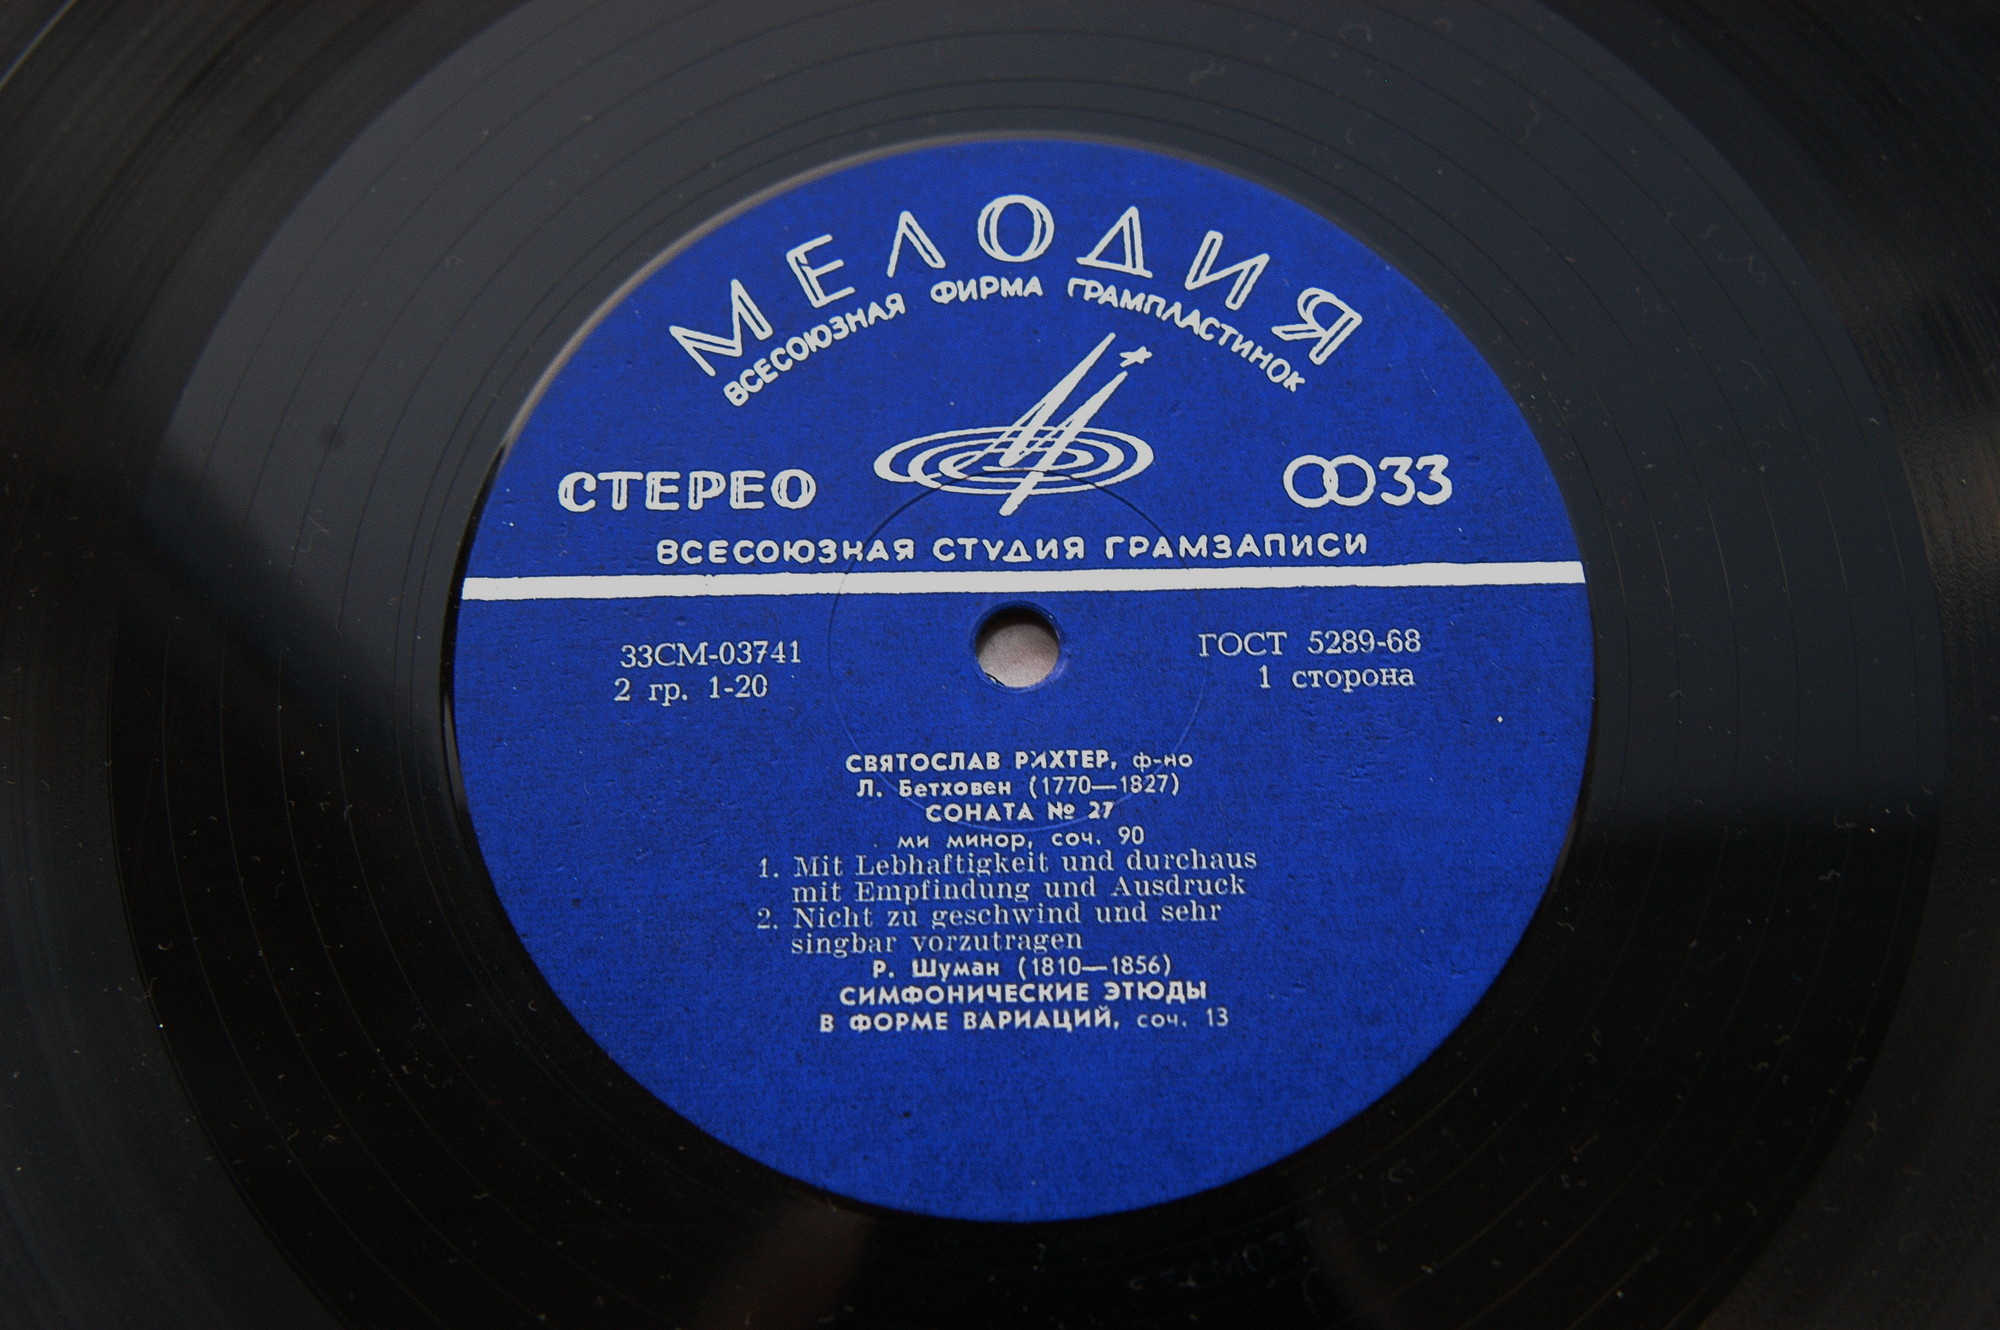 МЕЛОДИЯ
ВСЕСОЮЗНАЯ ФИРМА ГРАМПЛАСТИНОК
СТЕРЕО
33
ВСЕСОЮЗНАЯ СТУДИЯ ГРАМЗАПИСИ
33СМ-03741
ГОСТ 5289-68
2 гр. 1-20
1 сторона
СВЯТОСЛАВ РИХТЕР, ф-но
Л. Бетховен (1770—1827)
СОНАТА № 27
ми минор, соч. 90
1. Mit Lebhaftigkeit und durchaus
mit Empfindung und Ausdruck
2. Nicht zu geschwind und sehr
singbar vorzutragen
Р. Шуман (1810—1856)
СИМФОНИЧЕСКИЕ ЭТЮДЫ
В ФОРМЕ ВАРИАЦИЙ, соч. 13